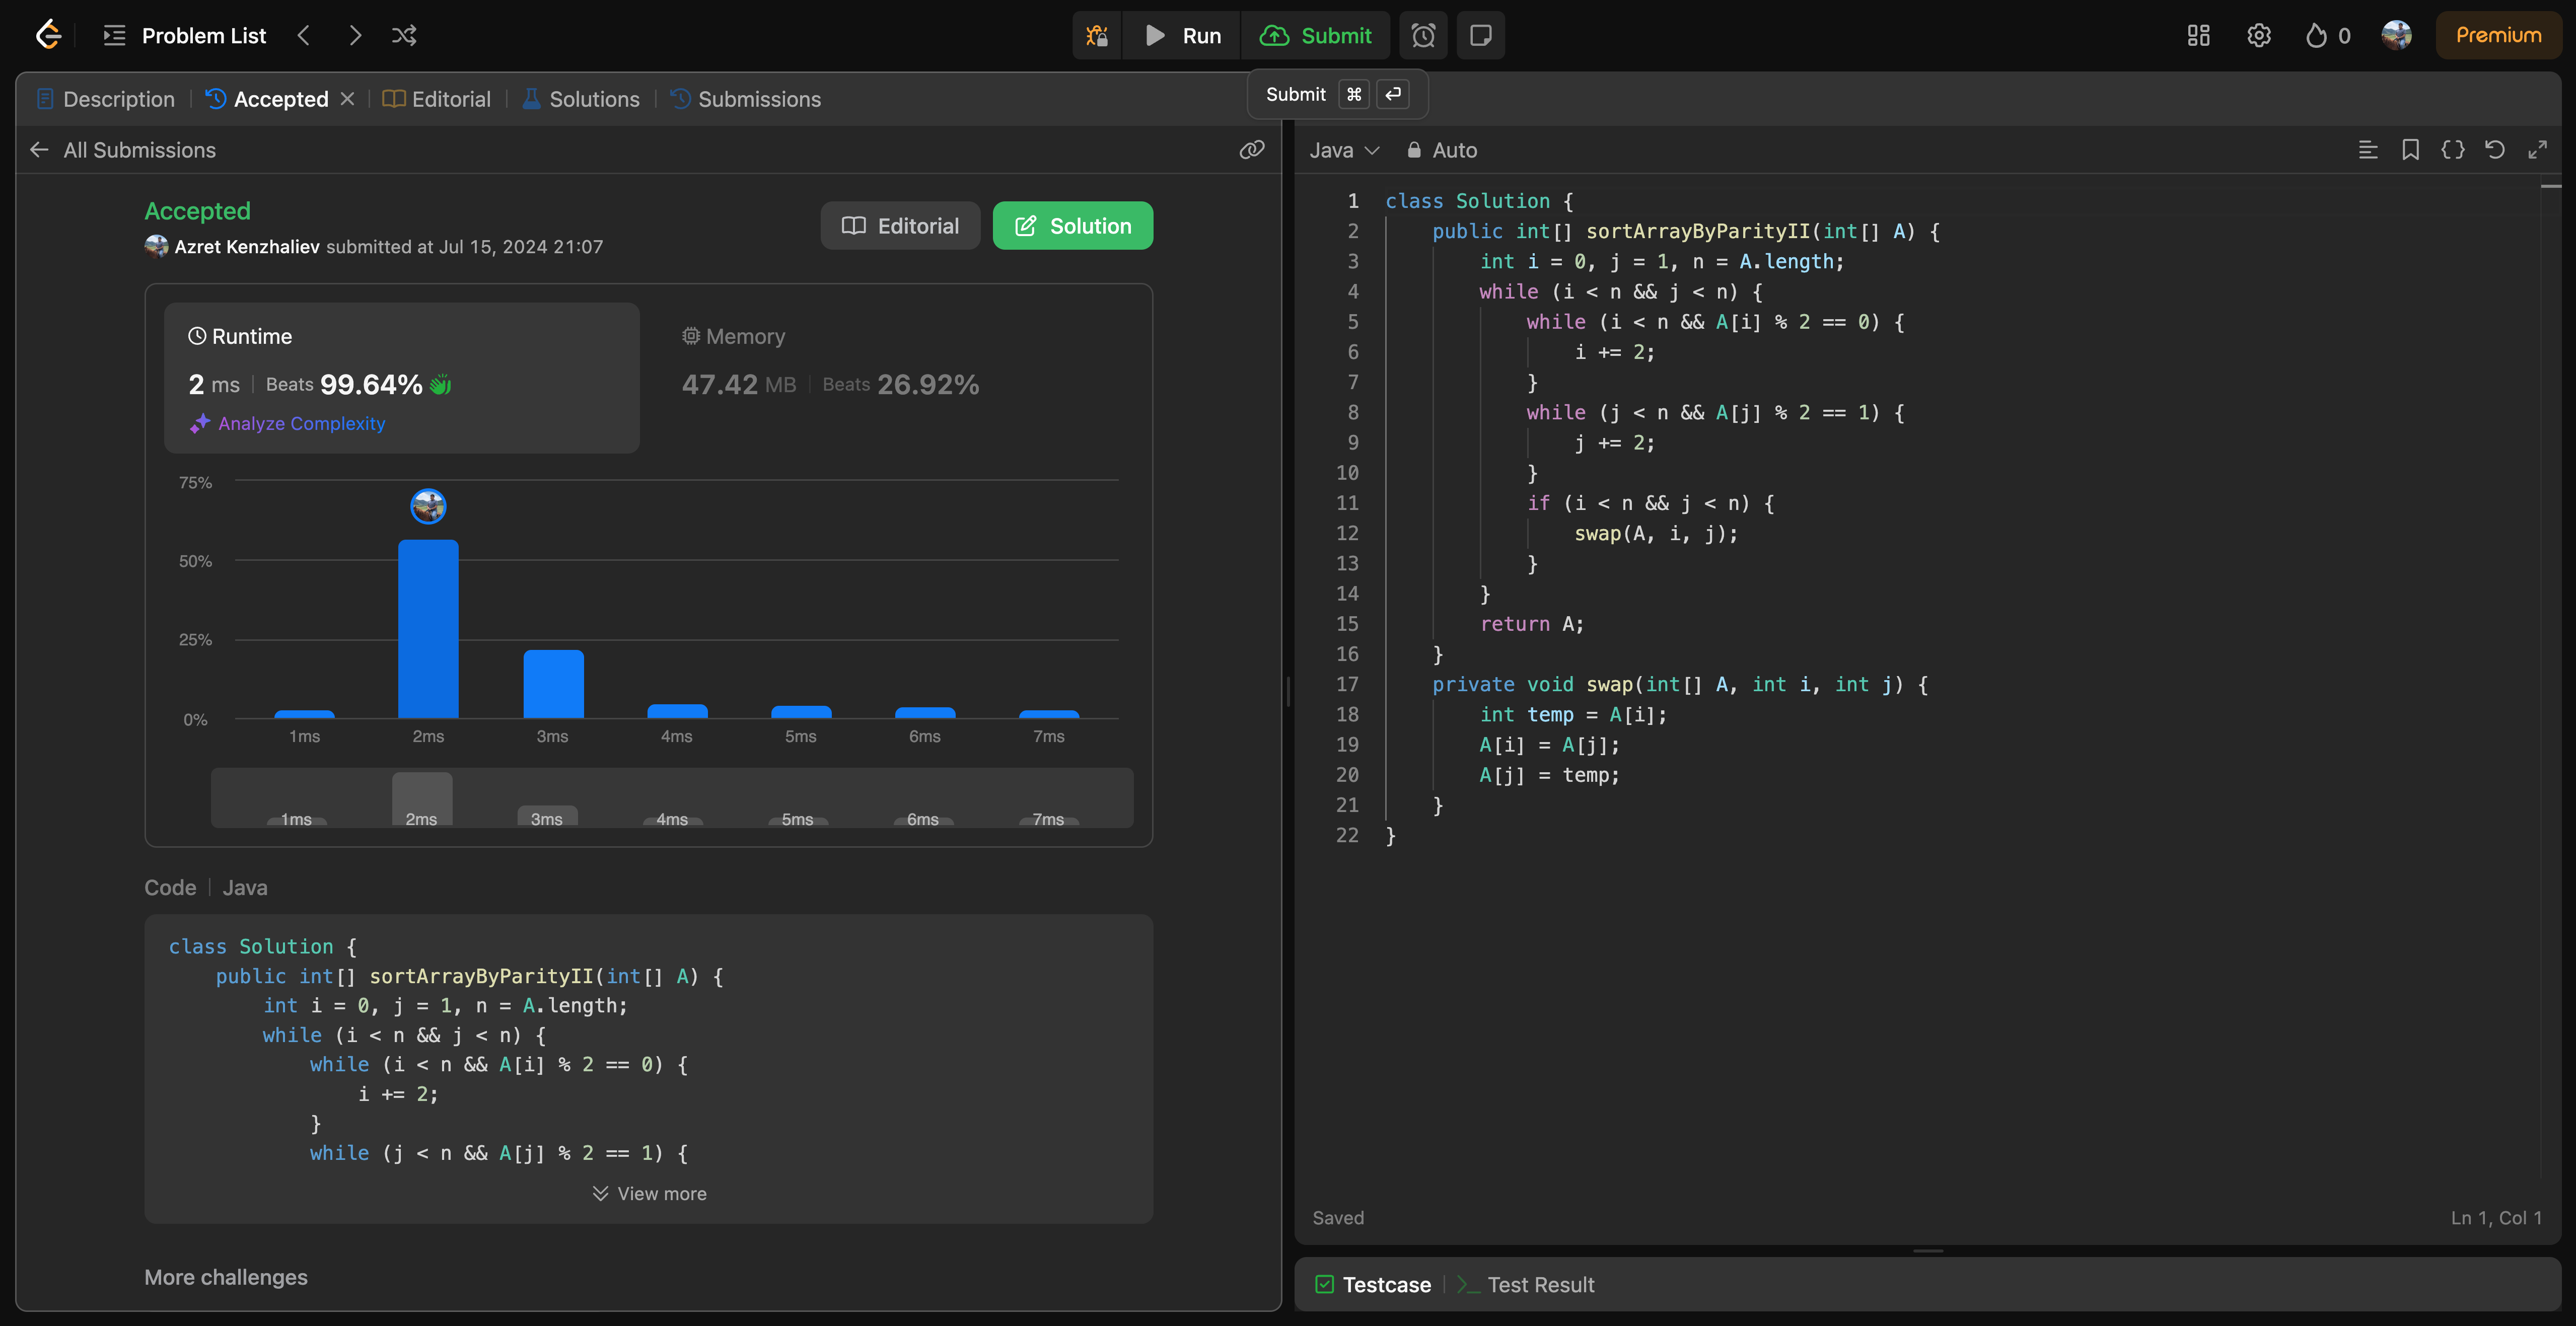 Problem List
Run
Submit
0
Premium
Description
Accepted
Editorial
Solutions
Submissions
Submit ⌘ ↵
All Submissions
Accepted
Azret Kenzhaliev submitted at Jul 15, 2024 21:07
Editorial
Solution
Runtime
2 ms Beats 99.64%
Analyze Complexity
Memory
47.42 MB Beats 26.92%
75%
50%
25%
0%
1ms 2ms 3ms 4ms 5ms 6ms 7ms
1ms 2ms 3ms 4ms 5ms 6ms 7ms
Code Java
class Solution {
    public int[] sortArrayByParityII(int[] A) {
        int i = 0, j = 1, n = A.length;
        while (i < n && j < n) {
            while (i < n && A[i] % 2 == 0) {
                i += 2;
            }
            while (j < n && A[j] % 2 == 1) {
View more
More challenges
Java Auto
1 class Solution {
2     public int[] sortArrayByParityII(int[] A) {
3         int i = 0, j = 1, n = A.length;
4         while (i < n && j < n) {
5             while (i < n && A[i] % 2 == 0) {
6                 i += 2;
7             }
8             while (j < n && A[j] % 2 == 1) {
9                 j += 2;
10             }
11             if (i < n && j < n) {
12                 swap(A, i, j);
13             }
14         }
15         return A;
16     }
17     private void swap(int[] A, int i, int j) {
18         int temp = A[i];
19         A[i] = A[j];
20         A[j] = temp;
21     }
22 }
Saved
Ln 1, Col 1
Testcase
Test Result